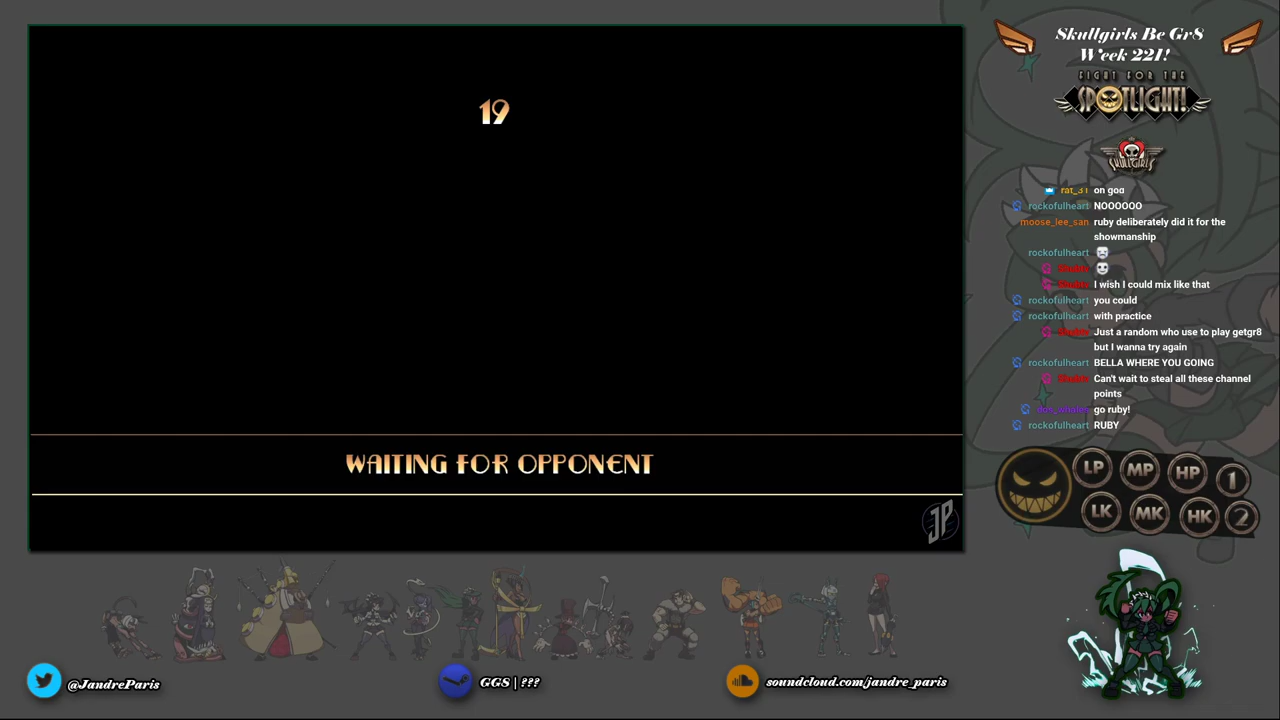 Skullgirls Be Gr8
Week 221!
FIGHT FOR THE
SPOTLIGHT!
SKULLGIRLS
19
rat_31 on god
rockofulheart NOOOOOO
moose_lee_san ruby deliberately did it for the
showmanship
rockofulheart
I wish I could mix like that
rockofulheart you could
rockofulheart with practice
Just a random who use to play getgr8
but I wanna try again
rockofulheart BELLA WHERE YOU GOING
Can't wait to steal all these channel
points
dos_whales go ruby!
rockofulheart RUBY
WAITING FOR OPPONENT
LP MP HP 1
LK MK HK 2
JP
@JandreParis
GGS | ???
soundcloud.com/jandre_paris